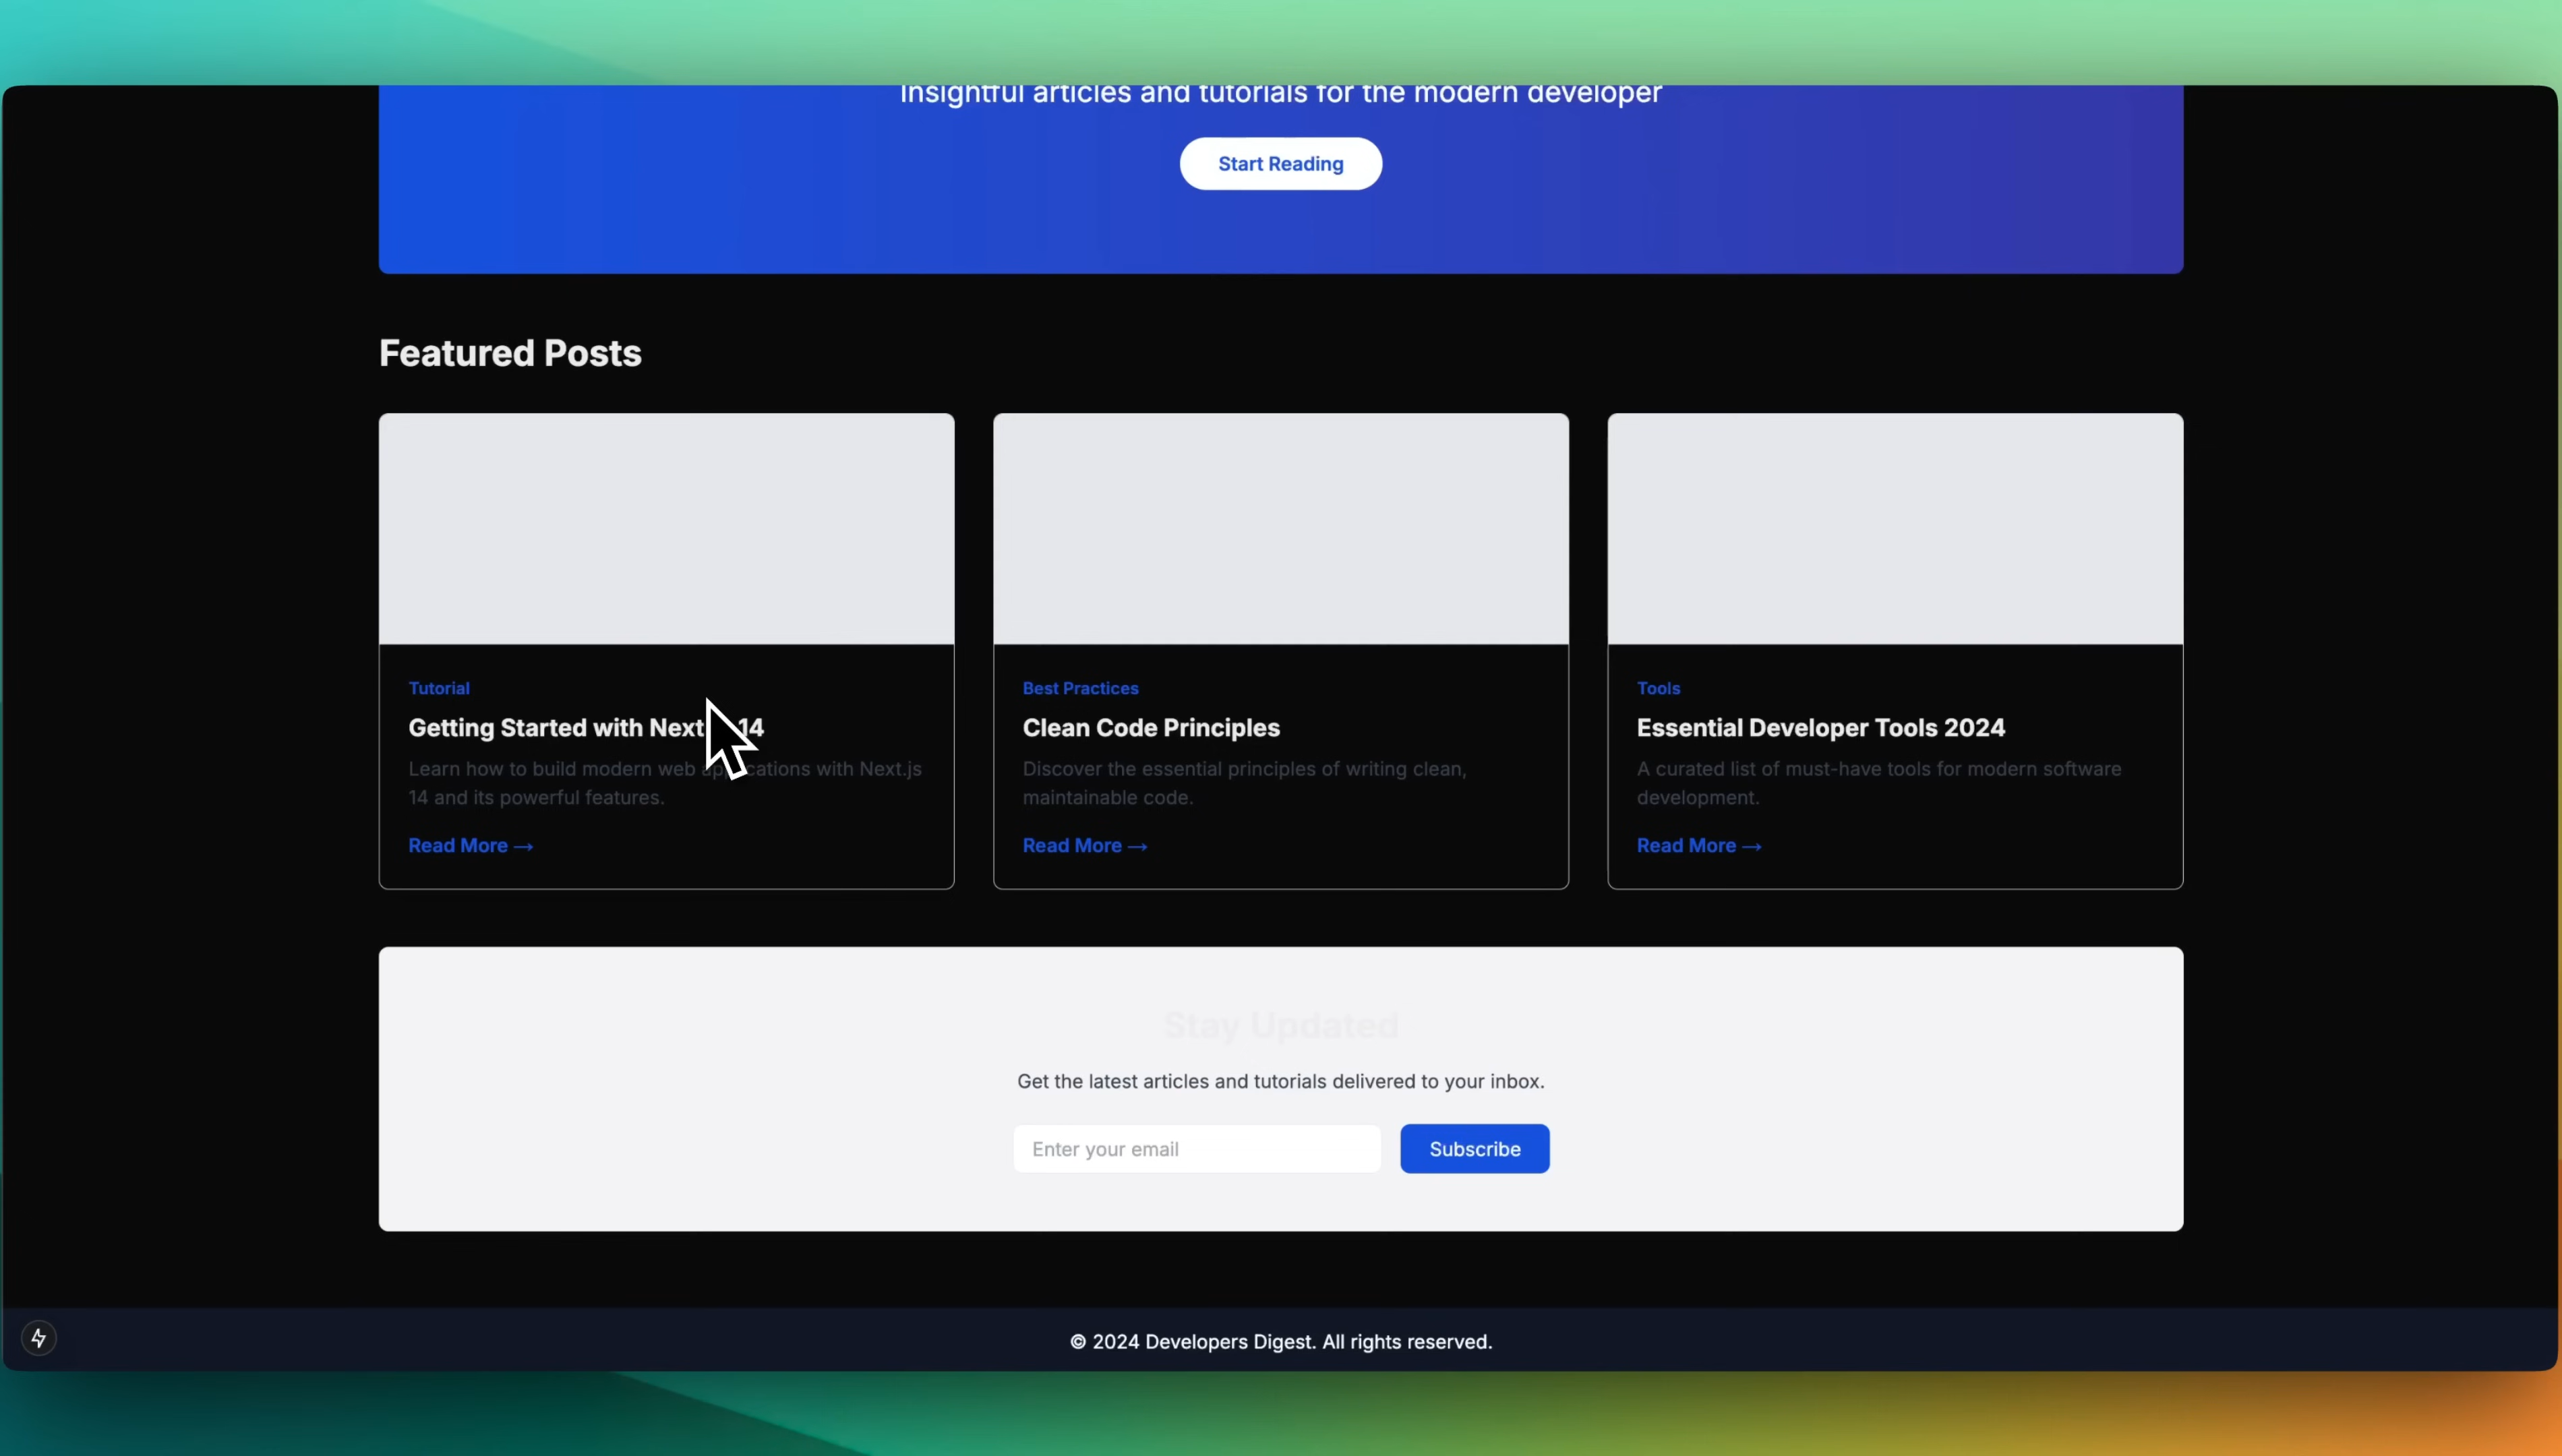 Insightful articles and tutorials for the modern developer
Start Reading
Featured Posts
Tutorial
Getting Started with Next 14
Learn how to build modern web applications with Next.js
14 and its powerful features.
Read More →
Best Practices
Clean Code Principles
Discover the essential principles of writing clean,
maintainable code.
Read More →
Tools
Essential Developer Tools 2024
A curated list of must-have tools for modern software
development.
Read More →
Stay Updated
Get the latest articles and tutorials delivered to your inbox.
Enter your email
Subscribe
© 2024 Developers Digest. All rights reserved.